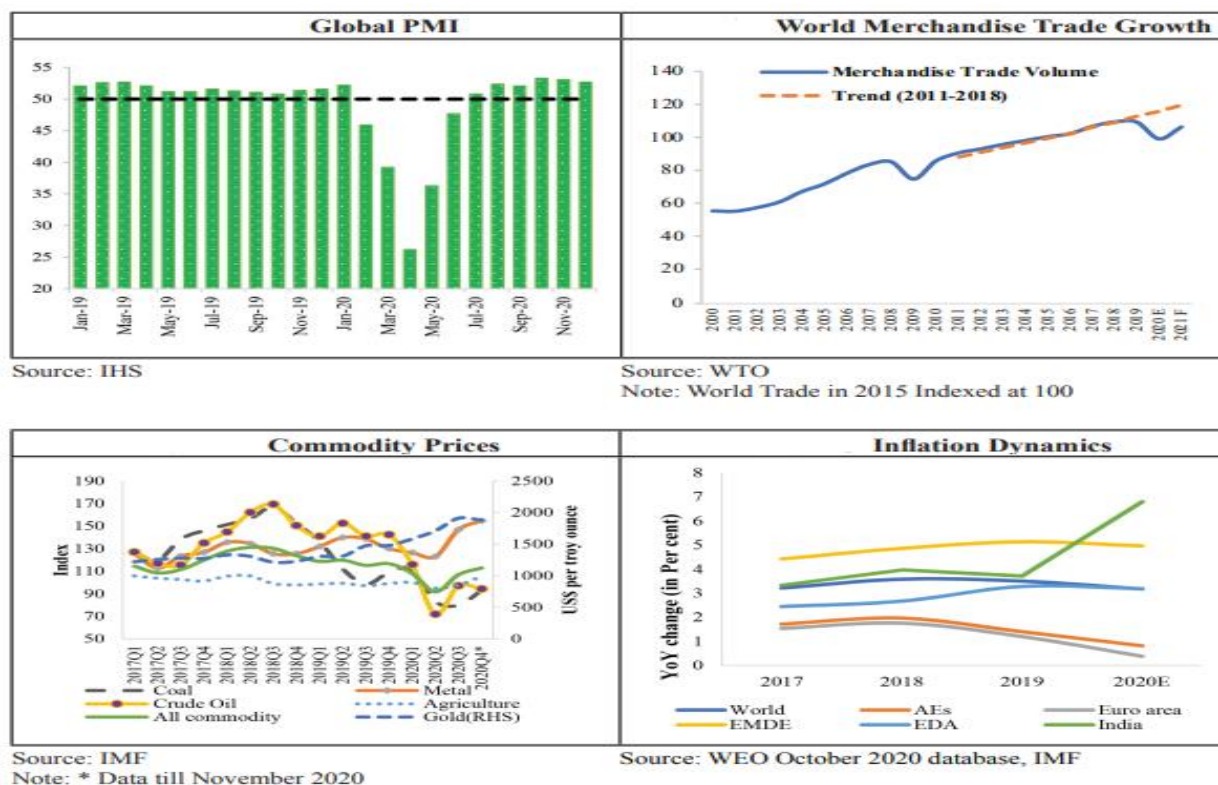 Global PMI
55
50
45
40
35
30
25
20
Jan-19
Mar-19
May-19
Jul-19
Sep-19
Nov-19
Jan-20
Mar-20
May-20
Jul-20
Sep-20
Nov-20
Source: IHS
World Merchandise Trade Growth
140
120
100
80
60
40
20
0
Merchandise Trade Volume
Trend (2011-2018)
2000
2001
2002
2003
2004
2005
2006
2007
2008
2009
2010
2011
2012
2013
2014
2015
2016
2017
2018
2019
2020 E
2021 F
Source: WTO
Note: World Trade in 2015 Indexed at 100
Commodity Prices
Index
190
170
150
130
110
90
70
50
2500
2000
1500
1000
500
0
US$ per troy ounce
2017Q1
2017Q2
2017Q3
2017Q4
2018Q1
2018Q2
2018Q3
2018Q4
2019Q1
2019Q2
2019Q3
2019Q4
2020Q1
2020Q2
2020Q3
2020Q4*
Coal
Metal
Crude Oil
Agriculture
All commodity
Gold(RHS)
Source: IMF
Note: * Data till November 2020
Inflation Dynamics
YoY change (in Per cent)
8
7
6
5
4
3
2
1
0
2017
2018
2019
2020E
World
AEs
Euro area
EMDE
EDA
India
Source: WEO October 2020 database, IMF